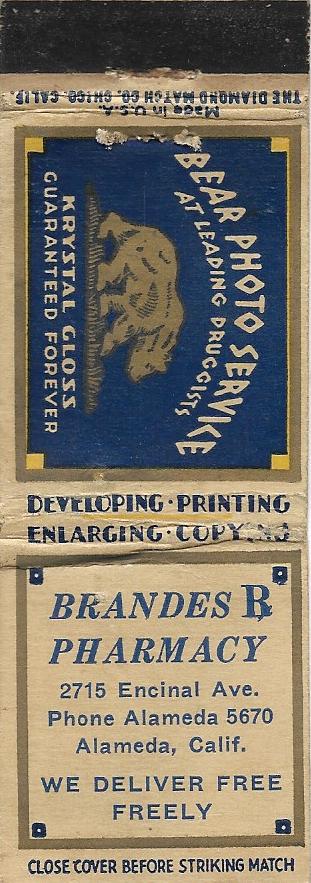 THE DIAMOND MATCH CO. CHICO, CALIF.
Made in U.S.A.
BEAR PHOTO SERVICE
AT LEADING DRUGGISTS
KRYSTAL GLOSS
GUARANTEED FOREVER
DEVELOPING · PRINTING
ENLARGING · COPYING
BRANDES ℞
PHARMACY
2715 Encinal Ave.
Phone Alameda 5670
Alameda, Calif.
WE DELIVER FREE
FREELY
CLOSE COVER BEFORE STRIKING MATCH